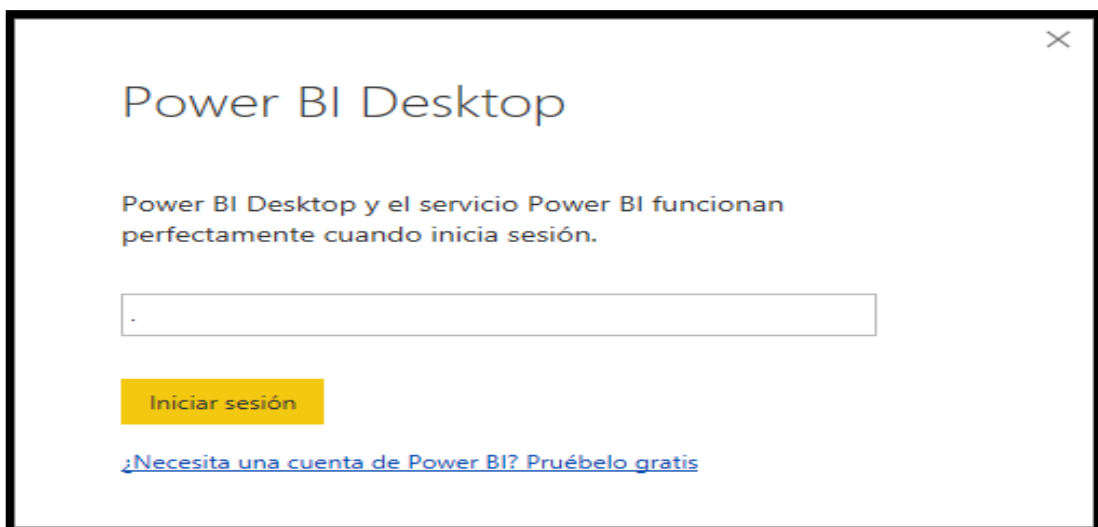 Power BI Desktop
Power BI Desktop y el servicio Power BI funcionan
perfectamente cuando inicia sesión.
.
Iniciar sesión
¿Necesita una cuenta de Power BI? Pruébelo gratis